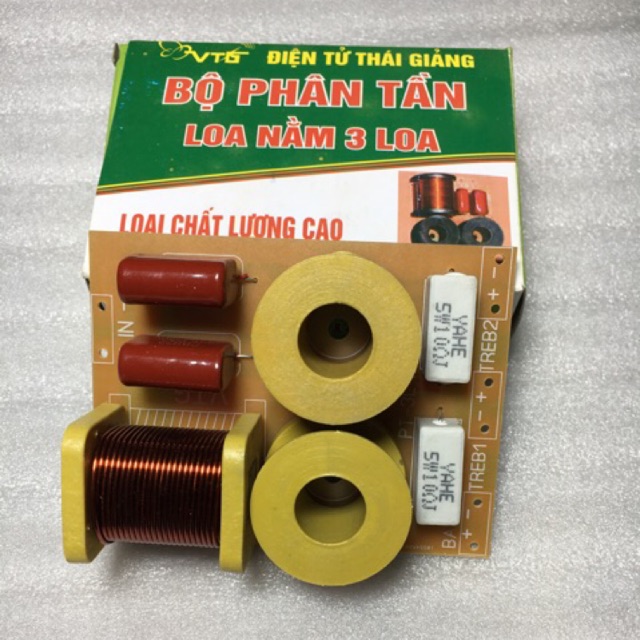 VTG ĐIỆN TỬ THÁI GIẢNG
BỘ PHÂN TẦN
LOA NẰM 3 LOA
LOẠI CHẤT LƯỢNG CAO
IN
YAHE
5W10ΩJ
TREB2
- +
YAHE
5W10ΩJ
TREB1
- +
+ -